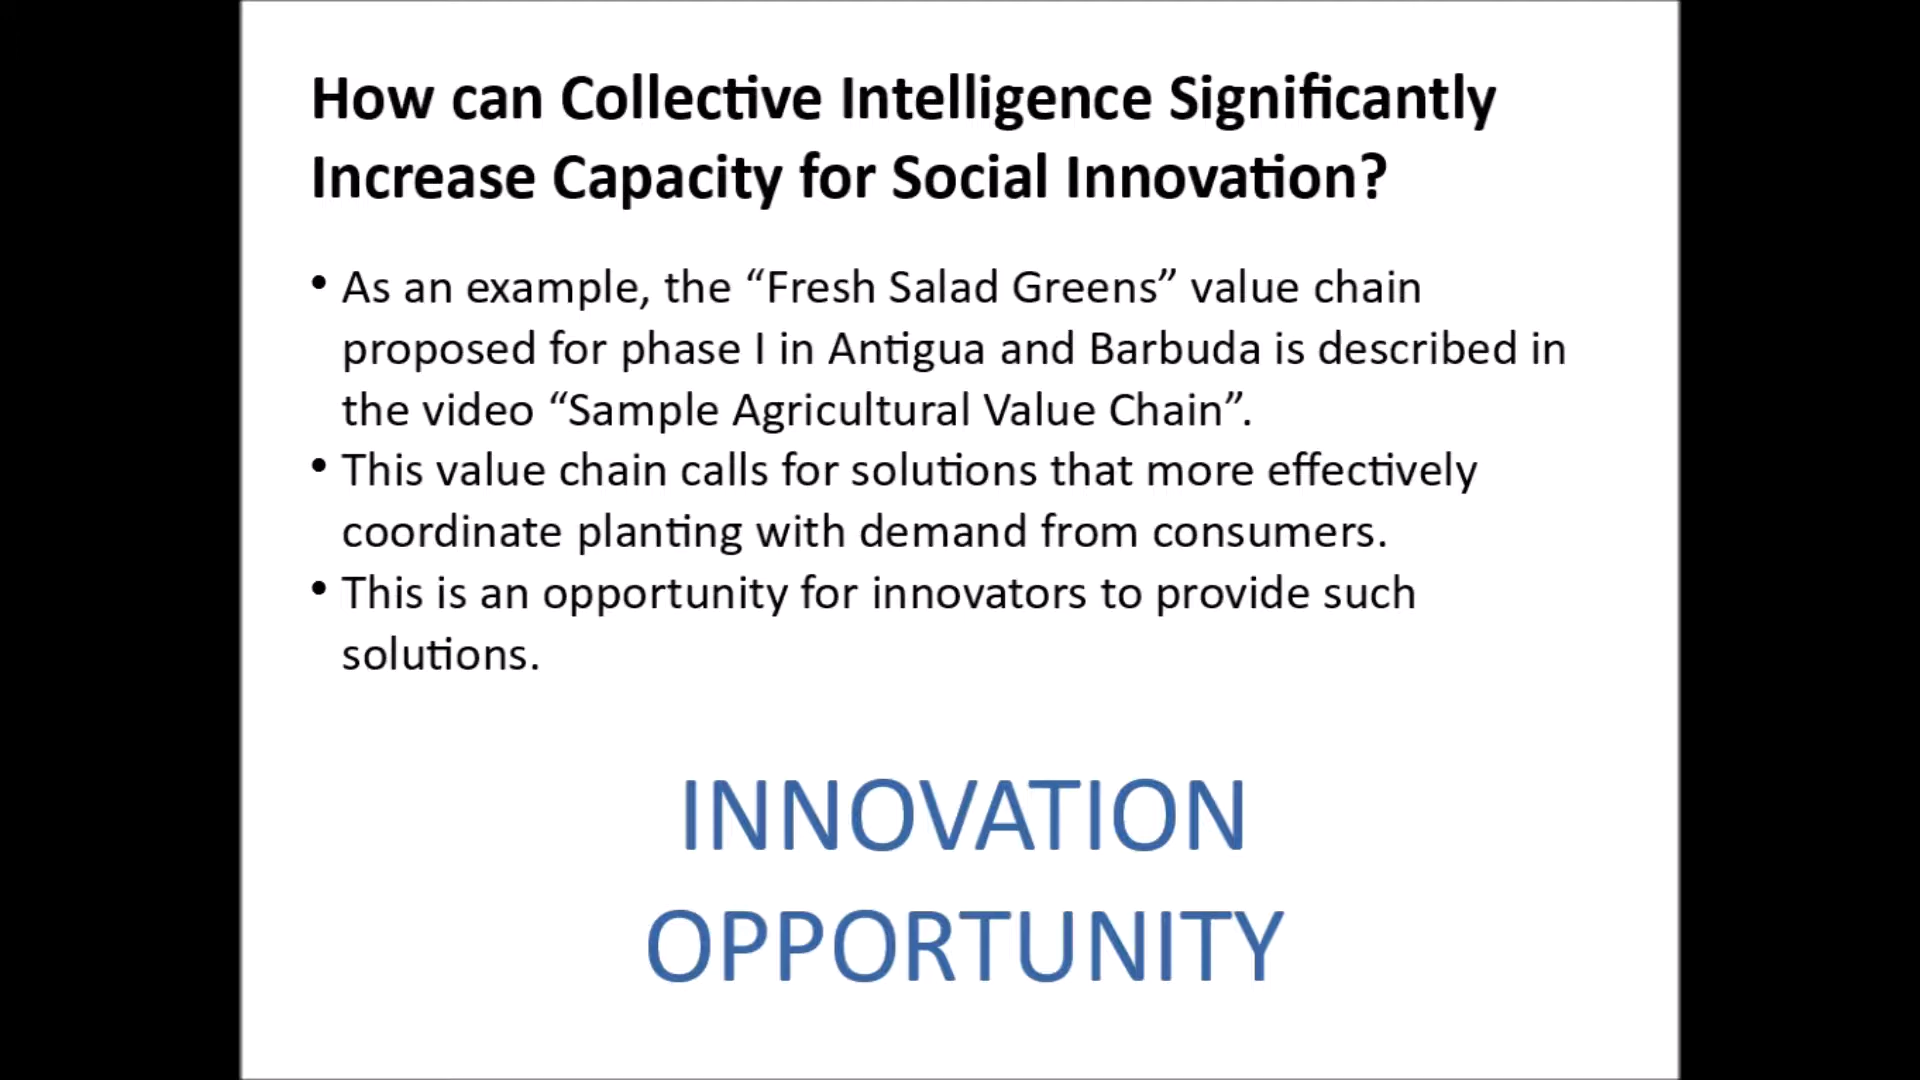 How can Collective Intelligence Significantly
Increase Capacity for Social Innovation?
• As an example, the “Fresh Salad Greens” value chain
proposed for phase I in Antigua and Barbuda is described in
the video “Sample Agricultural Value Chain”.
• This value chain calls for solutions that more effectively
coordinate planting with demand from consumers.
• This is an opportunity for innovators to provide such
solutions.
INNOVATION
OPPORTUNITY